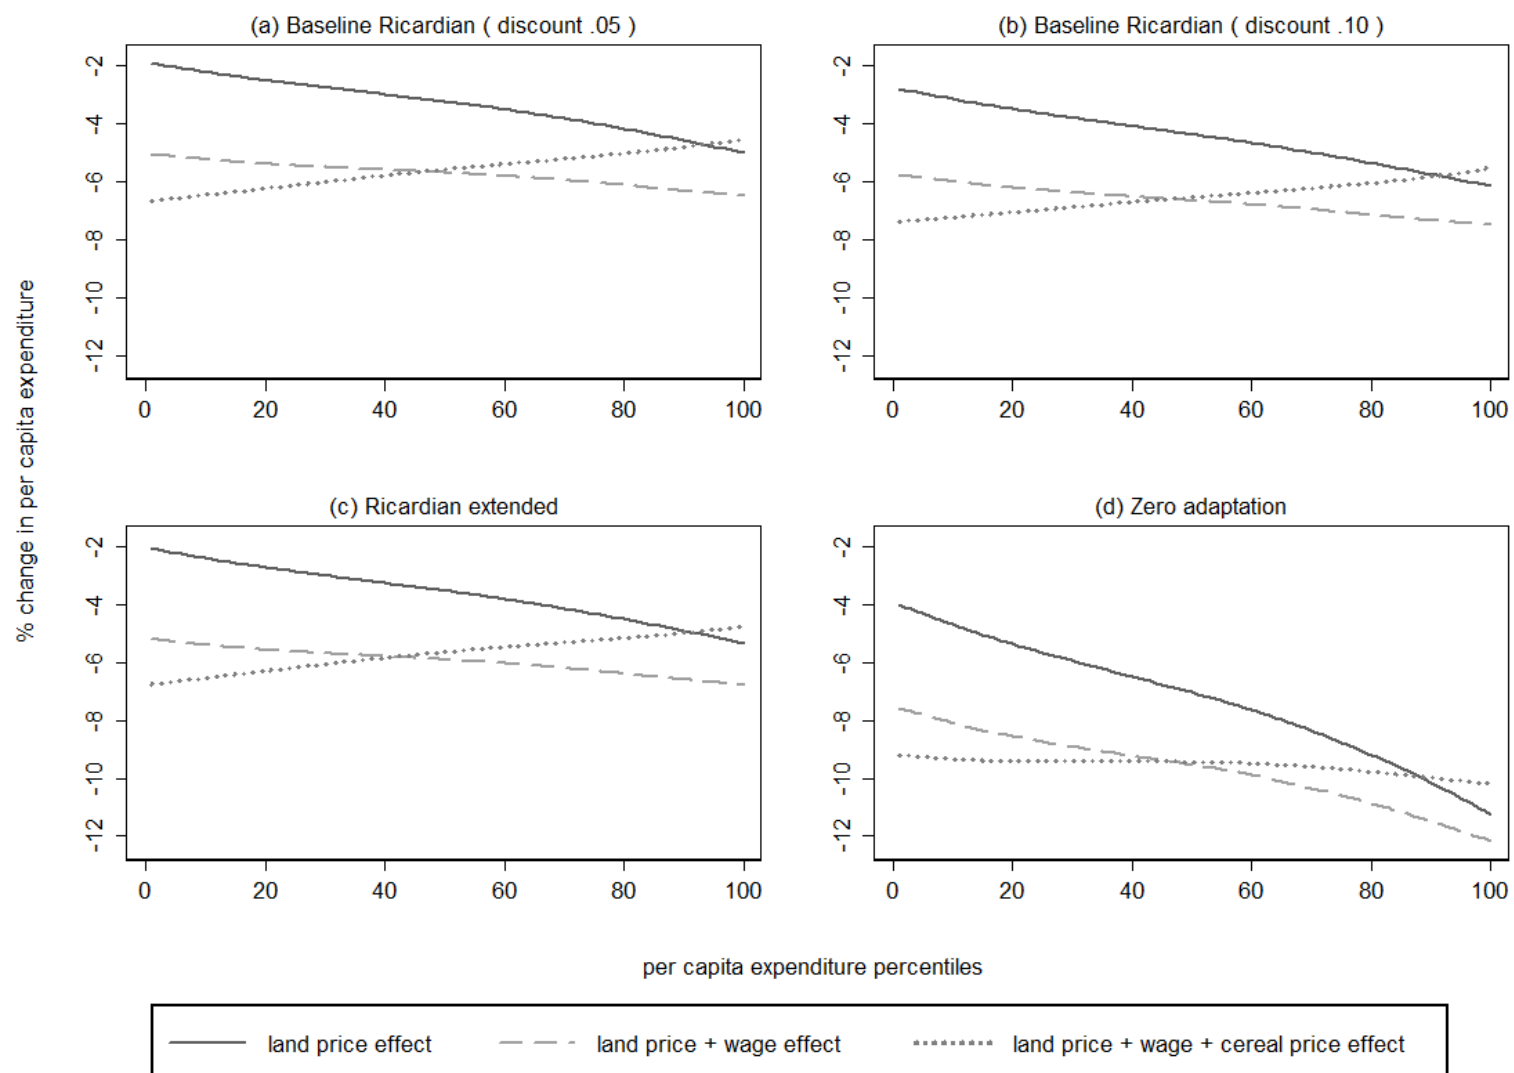 (a) Baseline Ricardian ( discount .05 )
(b) Baseline Ricardian ( discount .10 )
-2
-4
-6
-8
-10
-12
0 20 40 60 80 100
-2
-4
-6
-8
-10
-12
0 20 40 60 80 100
% change in per capita expenditure
(c) Ricardian extended
(d) Zero adaptation
-2
-4
-6
-8
-10
-12
0 20 40 60 80 100
-2
-4
-6
-8
-10
-12
0 20 40 60 80 100
per capita expenditure percentiles
land price effect
land price + wage effect
land price + wage + cereal price effect